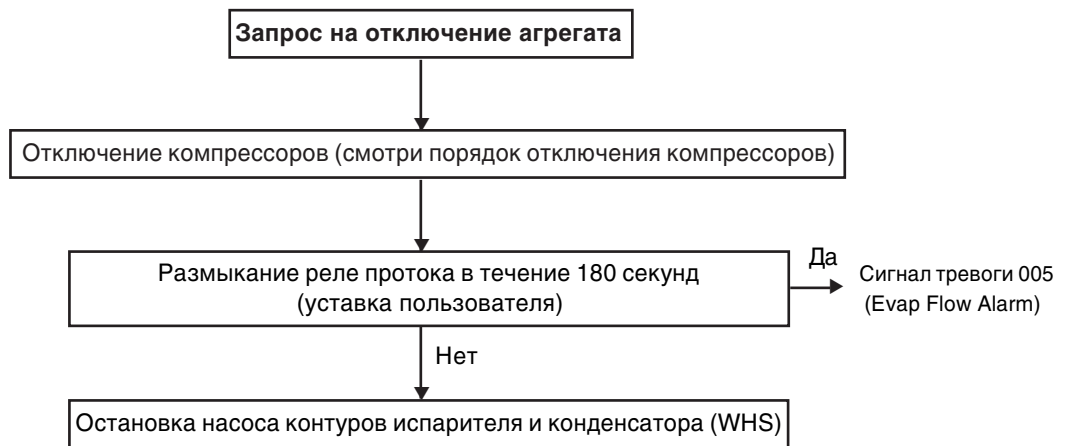 Запрос на отключение агрегата
Отключение компрессоров (смотри порядок отключения компрессоров)
Размыкание реле протока в течение 180 секунд
(уставка пользователя)
Да
Сигнал тревоги 005
(Evap Flow Alarm)
Нет
Остановка насоса контуров испарителя и конденсатора (WHS)